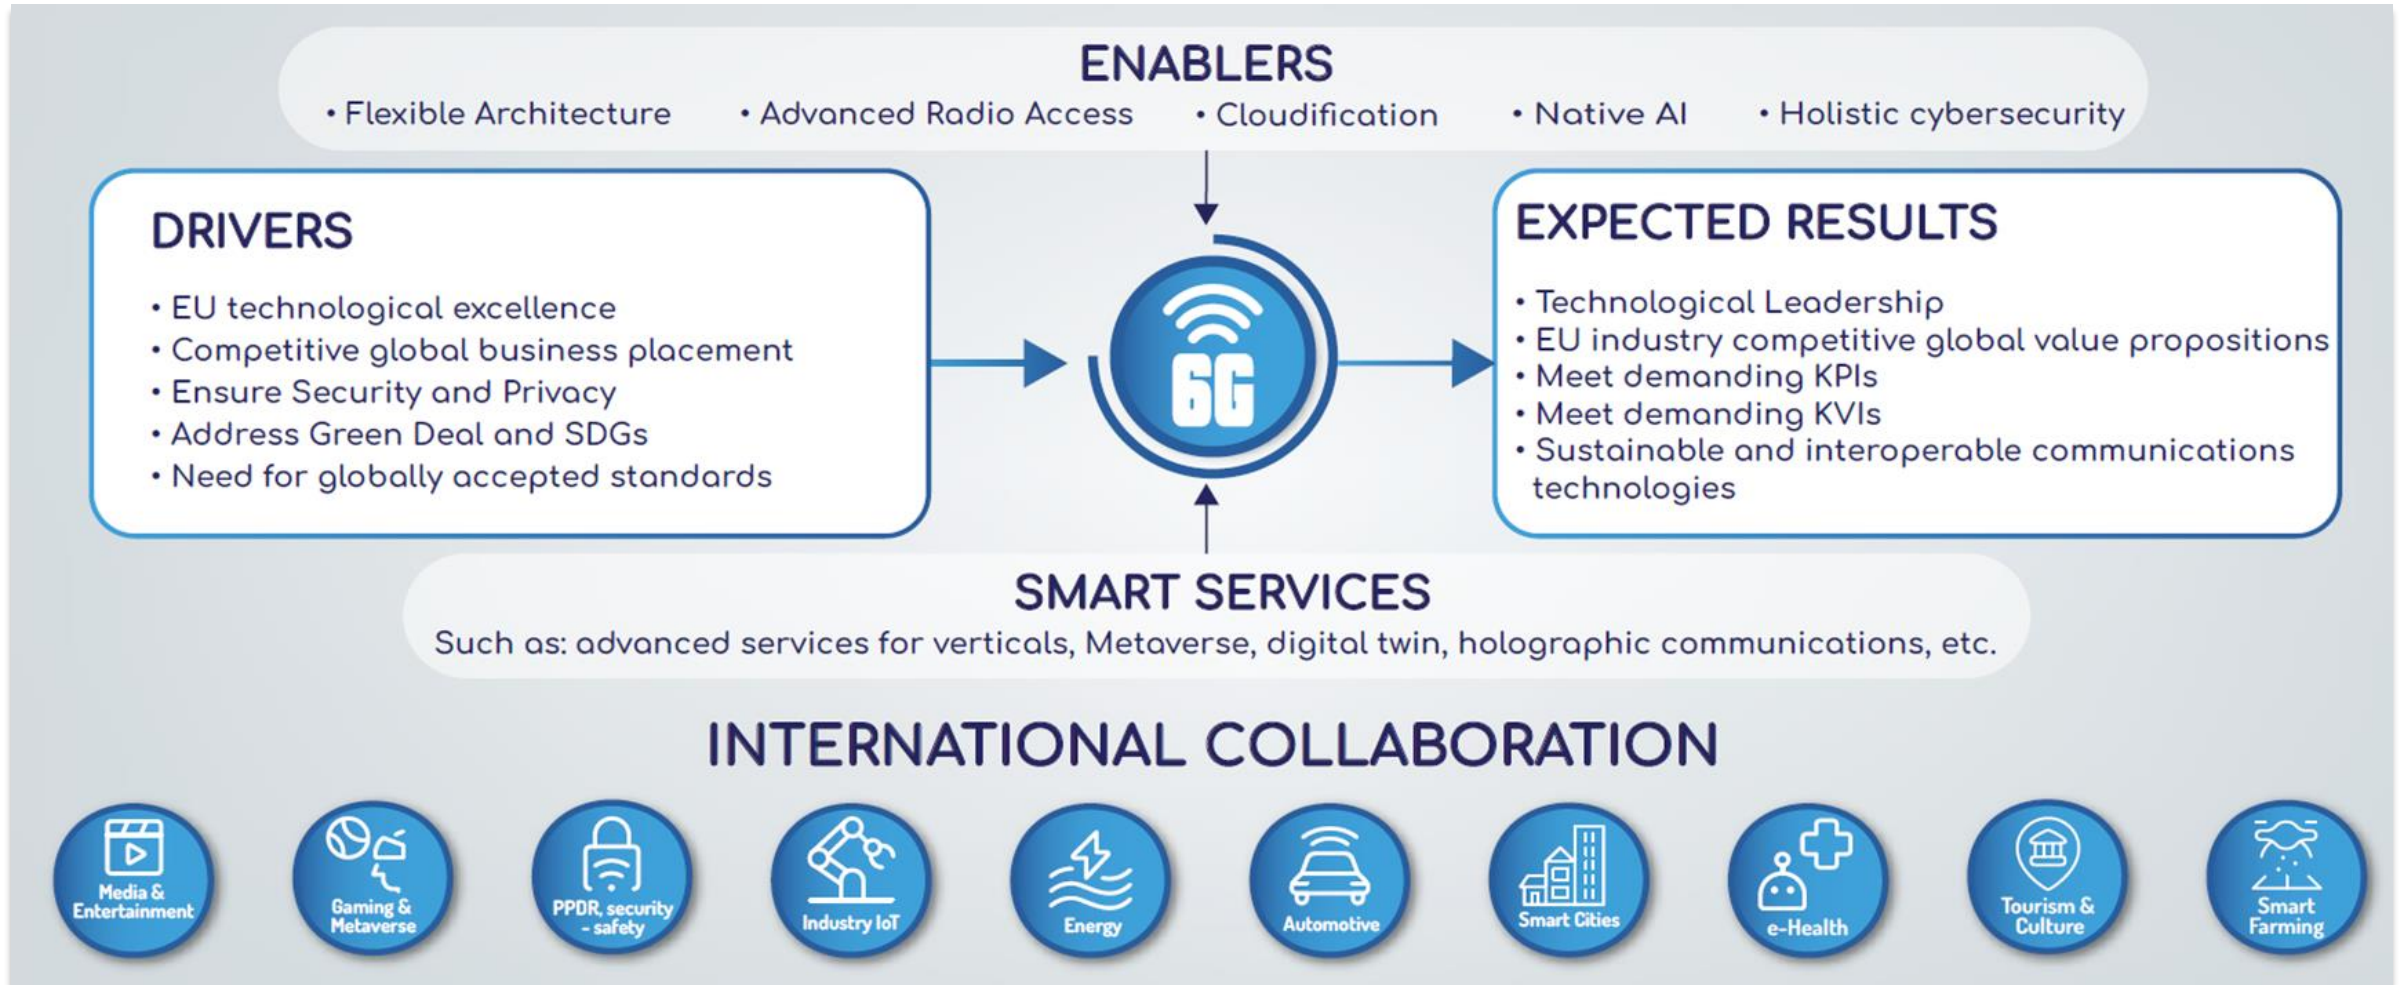 ENABLERS
• Flexible Architecture • Advanced Radio Access • Cloudification • Native AI • Holistic cybersecurity
DRIVERS
• EU technological excellence
• Competitive global business placement
• Ensure Security and Privacy
• Address Green Deal and SDGs
• Need for globally accepted standards
6G
EXPECTED RESULTS
• Technological Leadership
• EU industry competitive global value propositions
• Meet demanding KPIs
• Meet demanding KVIs
• Sustainable and interoperable communications
technologies
SMART SERVICES
Such as: advanced services for verticals, Metaverse, digital twin, holographic communications, etc.
INTERNATIONAL COLLABORATION
Media &
Entertainment
Gaming &
Metaverse
PPDR, security
- safety
Industry IoT
Energy
Automotive
Smart Cities
e-Health
Tourism &
Culture
Smart
Farming